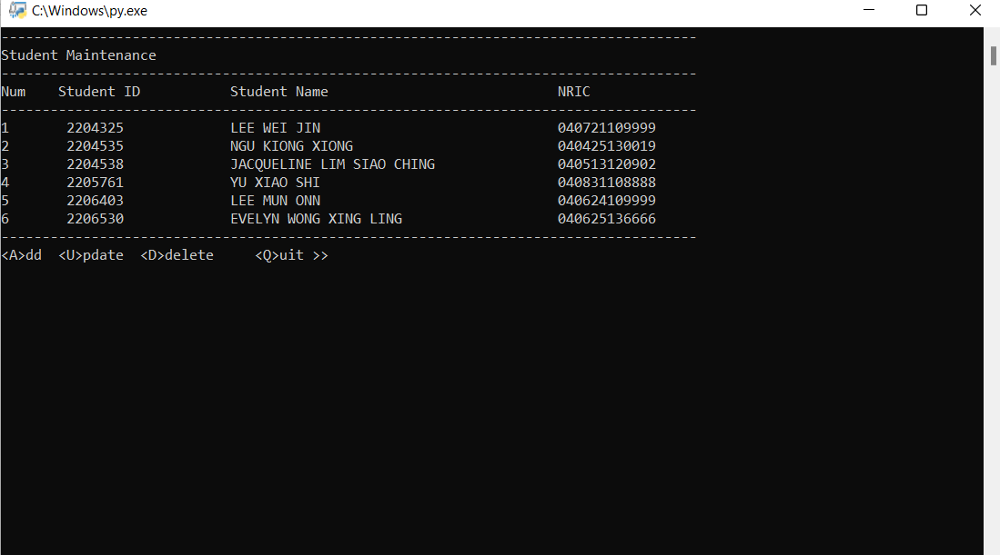 C:\Windows\py.exe
-------------------------------------------------------------------------------------
Student Maintenance
-------------------------------------------------------------------------------------
Num    Student ID           Student Name                            NRIC
-------------------------------------------------------------------------------------
1       2204325             LEE WEI JIN                             040721109999
2       2204535             NGU KIONG XIONG                         040425130019
3       2204538             JACQUELINE LIM SIAO CHING               040513120902
4       2205761             YU XIAO SHI                             040831108888
5       2206403             LEE MUN ONN                             040624109999
6       2206530             EVELYN WONG XING LING                   040625136666
-------------------------------------------------------------------------------------
<A>dd  <U>pdate  <D>delete     <Q>uit >>